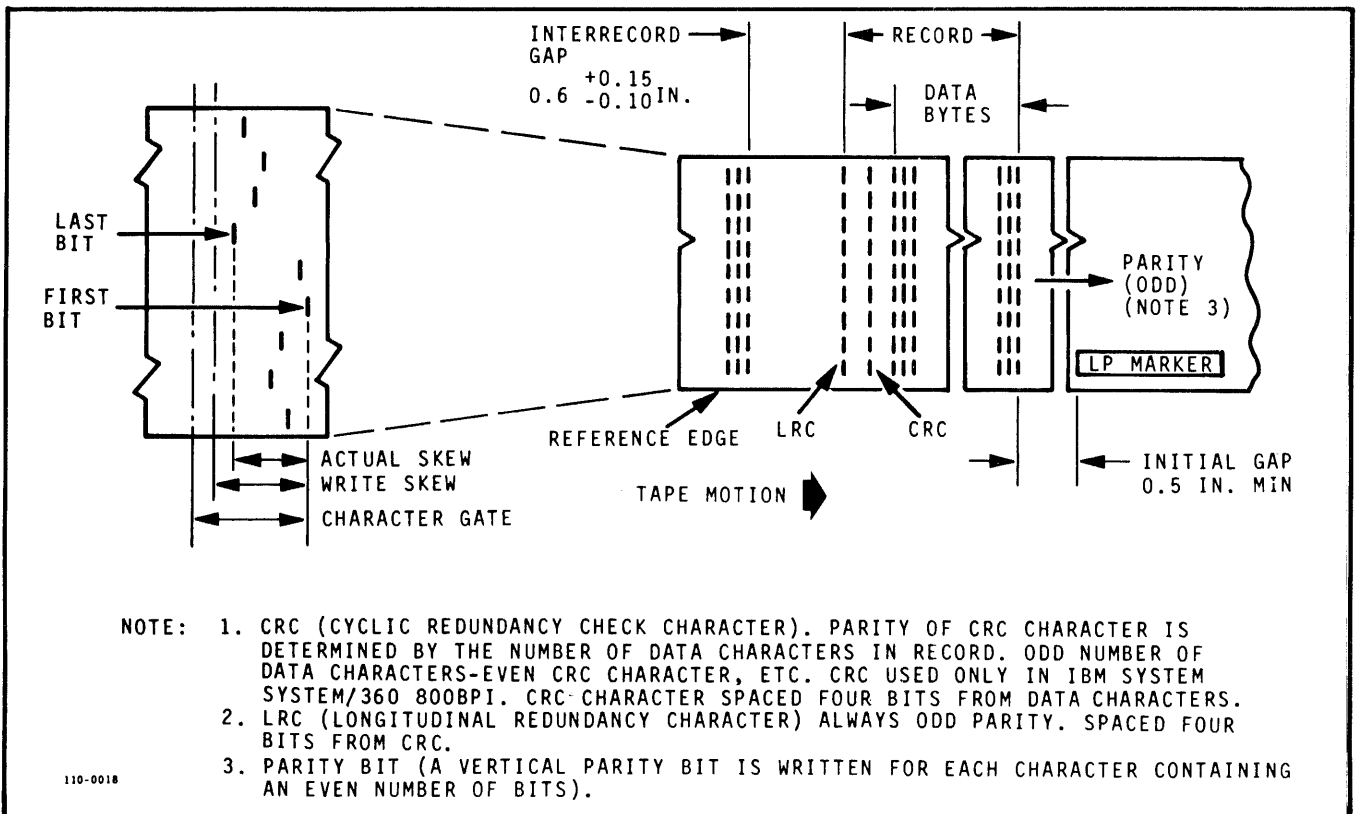 INTERRECORD
GAP
0.6 +0.15 -0.10 IN.
RECORD
DATA
BYTES
LAST
BIT
FIRST
BIT
PARITY
(ODD)
(NOTE 3)
LP MARKER
REFERENCE EDGE
LRC
CRC
ACTUAL SKEW
WRITE SKEW
CHARACTER GATE
TAPE MOTION
INITIAL GAP
0.5 IN. MIN
NOTE: 1. CRC (CYCLIC REDUNDANCY CHECK CHARACTER). PARITY OF CRC CHARACTER IS
DETERMINED BY THE NUMBER OF DATA CHARACTERS IN RECORD. ODD NUMBER OF
DATA CHARACTERS-EVEN CRC CHARACTER, ETC. CRC USED ONLY IN IBM SYSTEM
SYSTEM/360 800BPI. CRC CHARACTER SPACED FOUR BITS FROM DATA CHARACTERS.
2. LRC (LONGITUDINAL REDUNDANCY CHARACTER) ALWAYS ODD PARITY. SPACED FOUR
BITS FROM CRC.
3. PARITY BIT (A VERTICAL PARITY BIT IS WRITTEN FOR EACH CHARACTER CONTAINING
AN EVEN NUMBER OF BITS).
110-0018